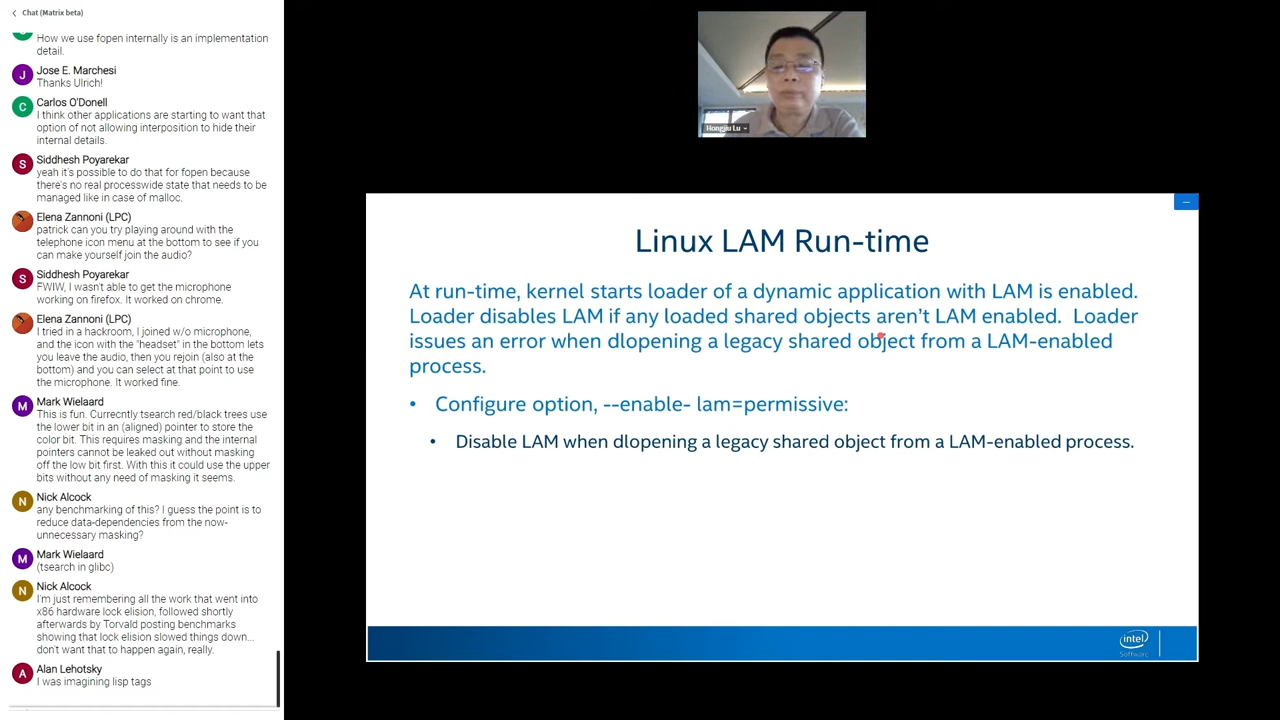 Chat (Matrix beta)
How we use fopen internally is an implementation
detail.
J
Jose E. Marchesi
Thanks Ulrich!
C
Carlos O'Donell
I think other applications are starting to want that
option of not allowing interposition to hide their
internal details.
S
Siddhesh Poyarekar
yeah it's possible to do that for fopen because
there's no real processwide state that needs to be
managed like in case of malloc.
Elena Zannoni (LPC)
patrick can you try playing around with the
telephone icon menu at the bottom to see if you
can make yourself join the audio?
S
Siddhesh Poyarekar
FWIW, I wasn't able to get the microphone
working on firefox. It worked on chrome.
Elena Zannoni (LPC)
I tried in a hackroom, I joined w/o microphone,
and the icon with the "headset" in the bottom lets
you leave the audio, then you rejoin (also at the
bottom) and you can select at that point to use
the microphone. It worked fine.
M
Mark Wielaard
This is fun. Currenctly tsearch red/black trees use
the lower bit in an (aligned) pointer to store the
color bit. This requires masking and the internal
pointers cannot be leaked out without masking
off the low bit first. With this it could use the upper
bits without any need of masking it seems.
N
Nick Alcock
any benchmarking of this? I guess the point is to
reduce data-dependencies from the now-
unnecessary masking?
M
Mark Wielaard
(tsearch in glibc)
N
Nick Alcock
I'm just remembering all the work that went into
x86 hardware lock elision, followed shortly
afterwards by Torvald posting benchmarks
showing that lock elision slowed things down...
don't want that to happen again, really.
A
Alan Lehotsky
I was imagining lisp tags
Hongjiu Lu
Linux LAM Run-time
At run-time, kernel starts loader of a dynamic application with LAM is enabled.
Loader disables LAM if any loaded shared objects aren't LAM enabled. Loader
issues an error when dlopening a legacy shared object from a LAM-enabled
process.
• Configure option, --enable- lam=permissive:
• Disable LAM when dlopening a legacy shared object from a LAM-enabled process.
intel
Software